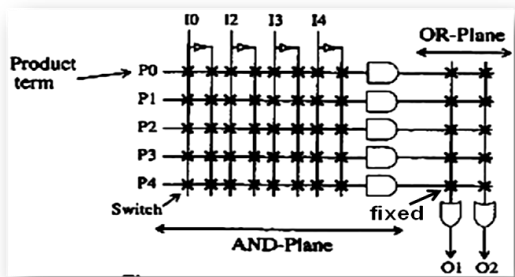 I0 I2 I3 I4
OR-Plane
Product
term
P0
P1
P2
P3
P4
Switch
fixed
AND-Plane
O1 O2